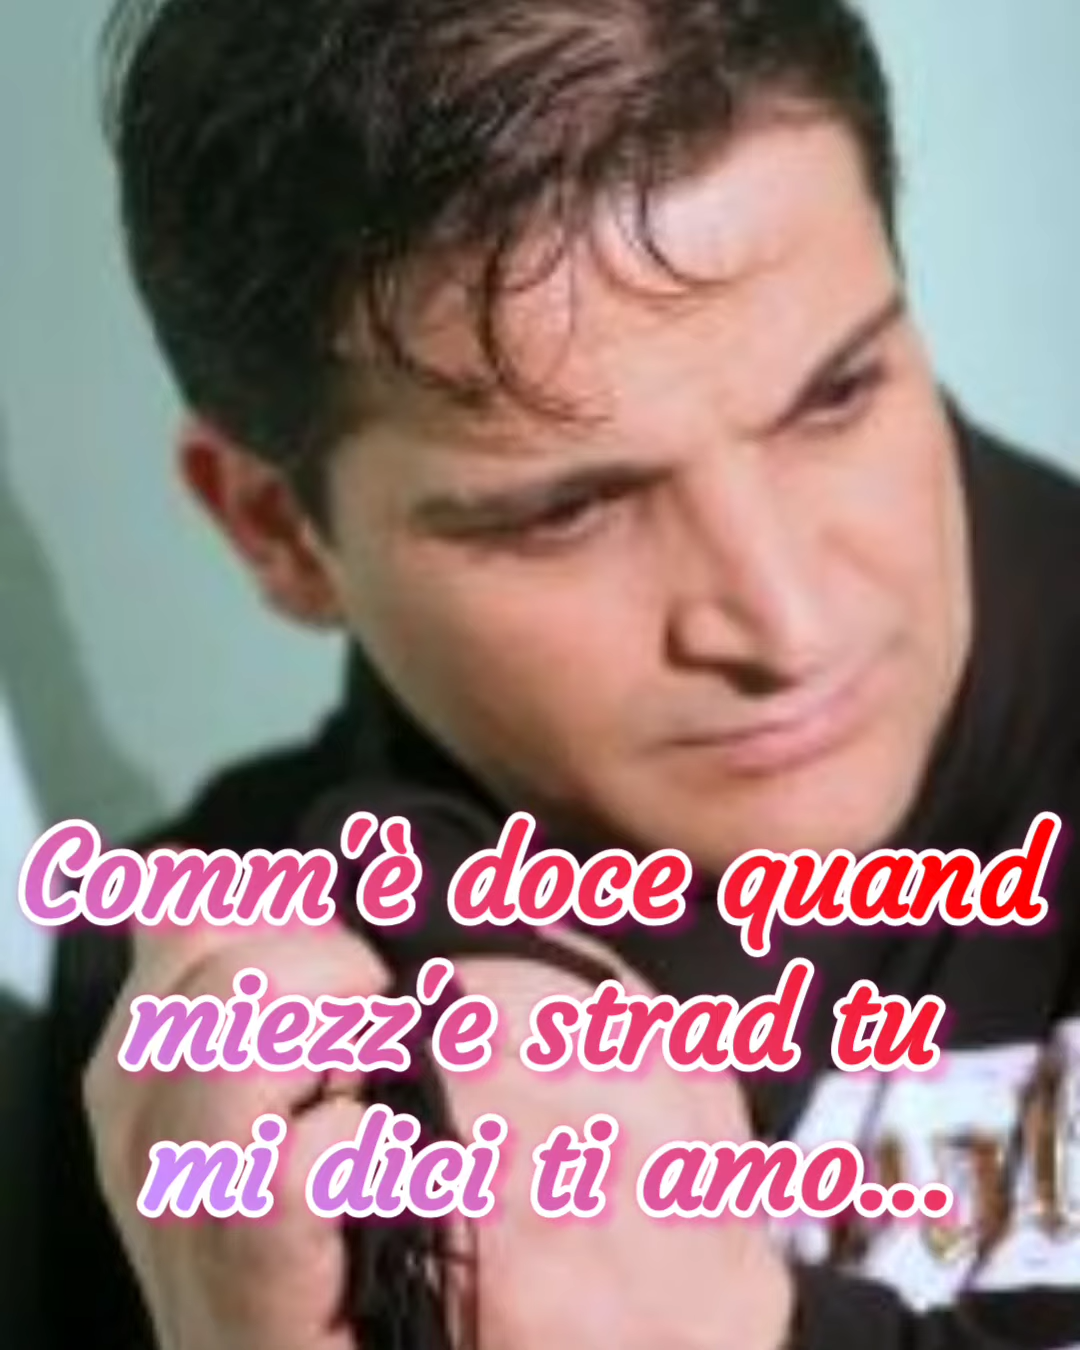 Comm'è doce quand
miezz'e strad tu
mi dici ti amo...